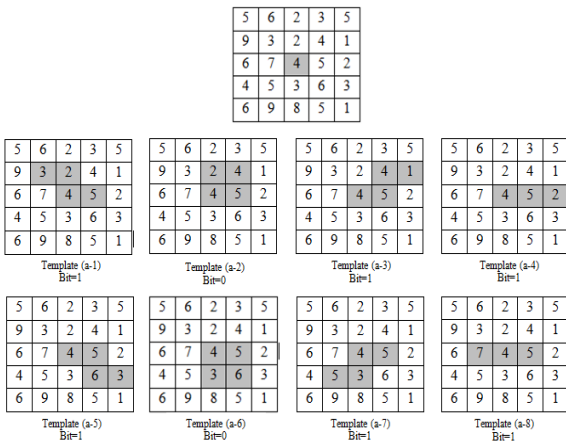 5 6 2 3 5
9 3 2 4 1
6 7 4 5 2
4 5 3 6 3
6 9 8 5 1
5 6 2 3 5 5 6 2 3 5 5 6 2 3 5 5 6 2 3 5
9 3 2 4 1 9 3 2 4 1 9 3 2 4 1 9 3 2 4 1
6 7 4 5 2 6 7 4 5 2 6 7 4 5 2 6 7 4 5 2
4 5 3 6 3 4 5 3 6 3 4 5 3 6 3 4 5 3 6 3
6 9 8 5 1 6 9 8 5 1 6 9 8 5 1 6 9 8 5 1
Template (a-1) Template (a-2) Template (a-3) Template (a-4)
Bit=1 Bit=0 Bit=1 Bit=1
5 6 2 3 5 5 6 2 3 5 5 6 2 3 5 5 6 2 3 5
9 3 2 4 1 9 3 2 4 1 9 3 2 4 1 9 3 2 4 1
6 7 4 5 2 6 7 4 5 2 6 7 4 5 2 6 7 4 5 2
4 5 3 6 3 4 5 3 6 3 4 5 3 6 3 4 5 3 6 3
6 9 8 5 1 6 9 8 5 1 6 9 8 5 1 6 9 8 5 1
Template (a-5) Template (a-6) Template (a-7) Template (a-8)
Bit=1 Bit=0 Bit=1 Bit=1